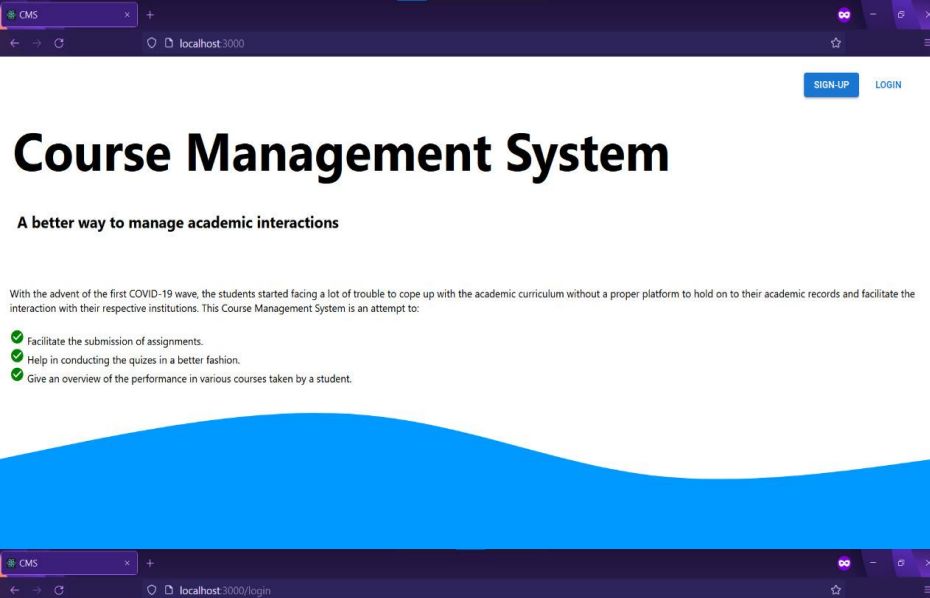 CMS
localhost:3000
SIGN-UP LOGIN
Course Management System
A better way to manage academic interactions
With the advent of the first COVID-19 wave, the students started facing a lot of trouble to cope up with the academic curriculum without a proper platform to hold on to their academic records and facilitate the
interaction with their respective institutions. This Course Management System is an attempt to:
Facilitate the submission of assignments.
Help in conducting the quizes in a better fashion.
Give an overview of the performance in various courses taken by a student.
CMS
localhost:3000/login